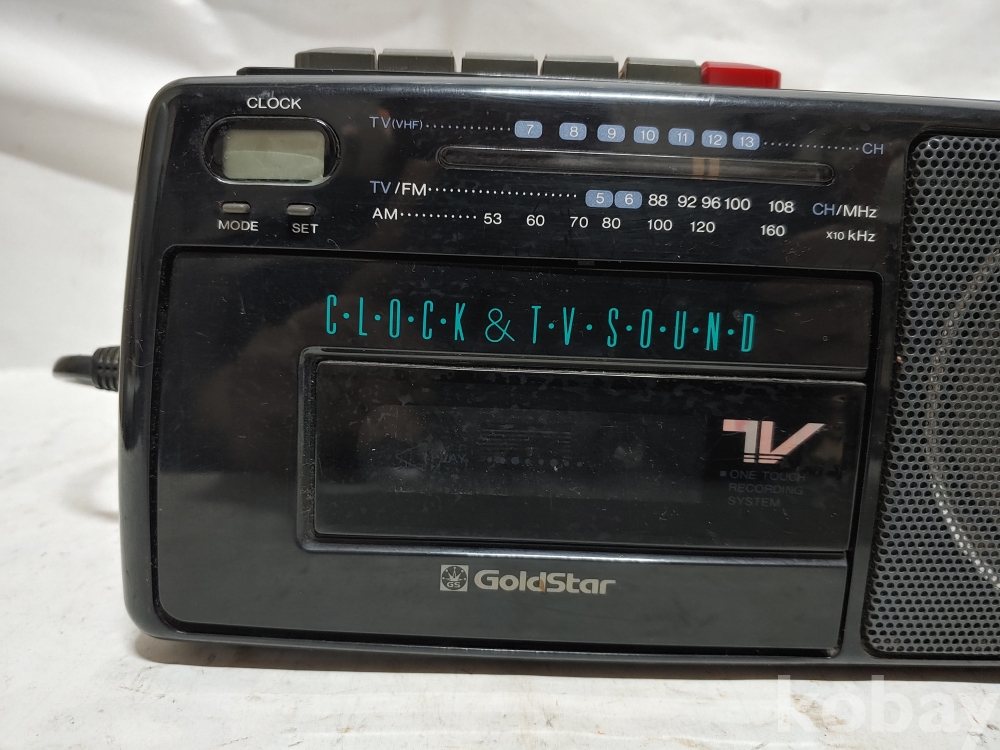 CLOCK
TV(VHF) 7 8 9 10 11 12 13 CH
TV/FM 5 6 88 92 96 100 108 CH/MHz
AM 53 60 70 80 100 120 160 X10 kHz
MODE SET
C·L·O·C·K & T·V·S·O·U·N·D
TV
ONE TOUCH
RECORDING
SYSTEM
GS GoldStar
kobay